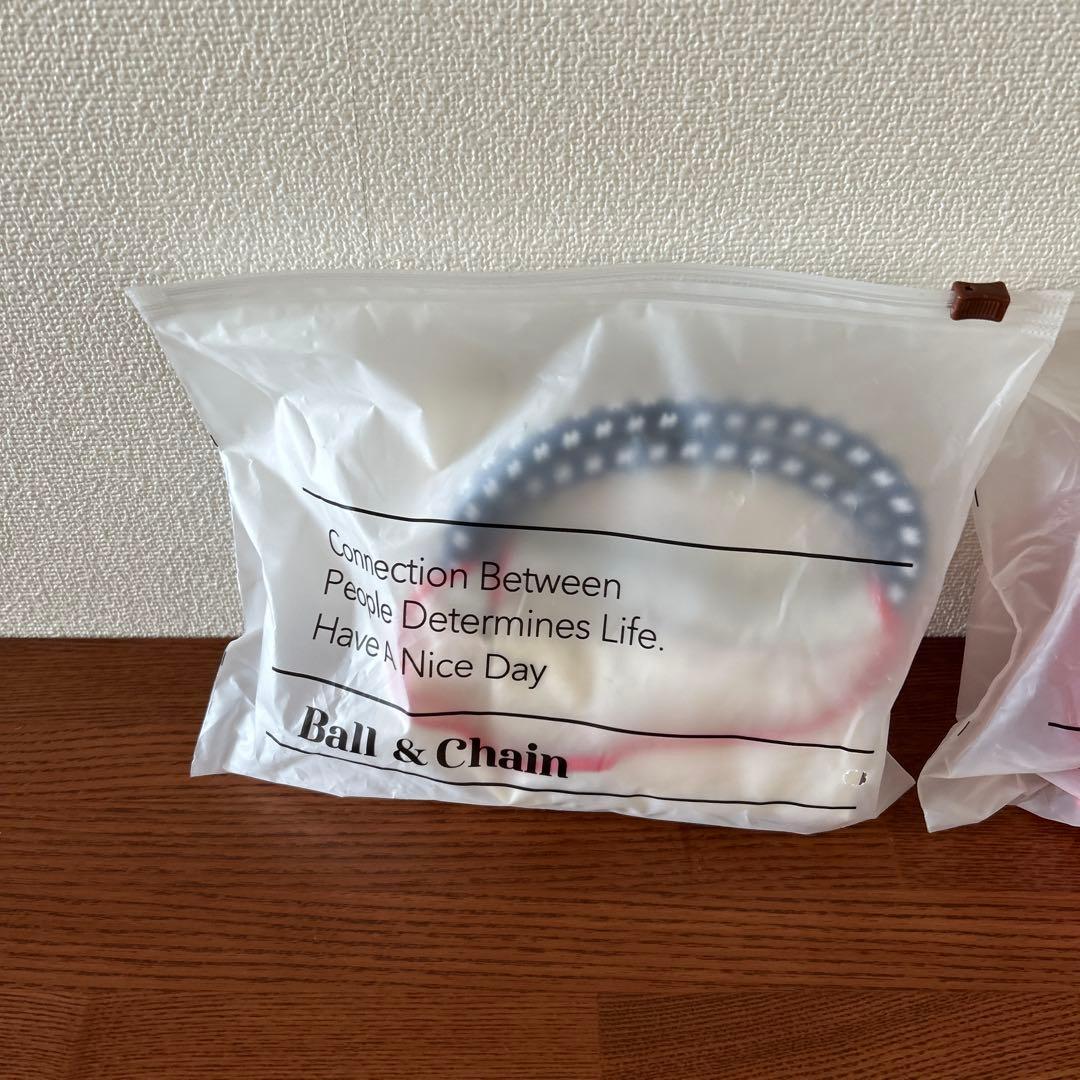 Connection Between
People Determines Life.
Have A Nice Day
Ball & Chain